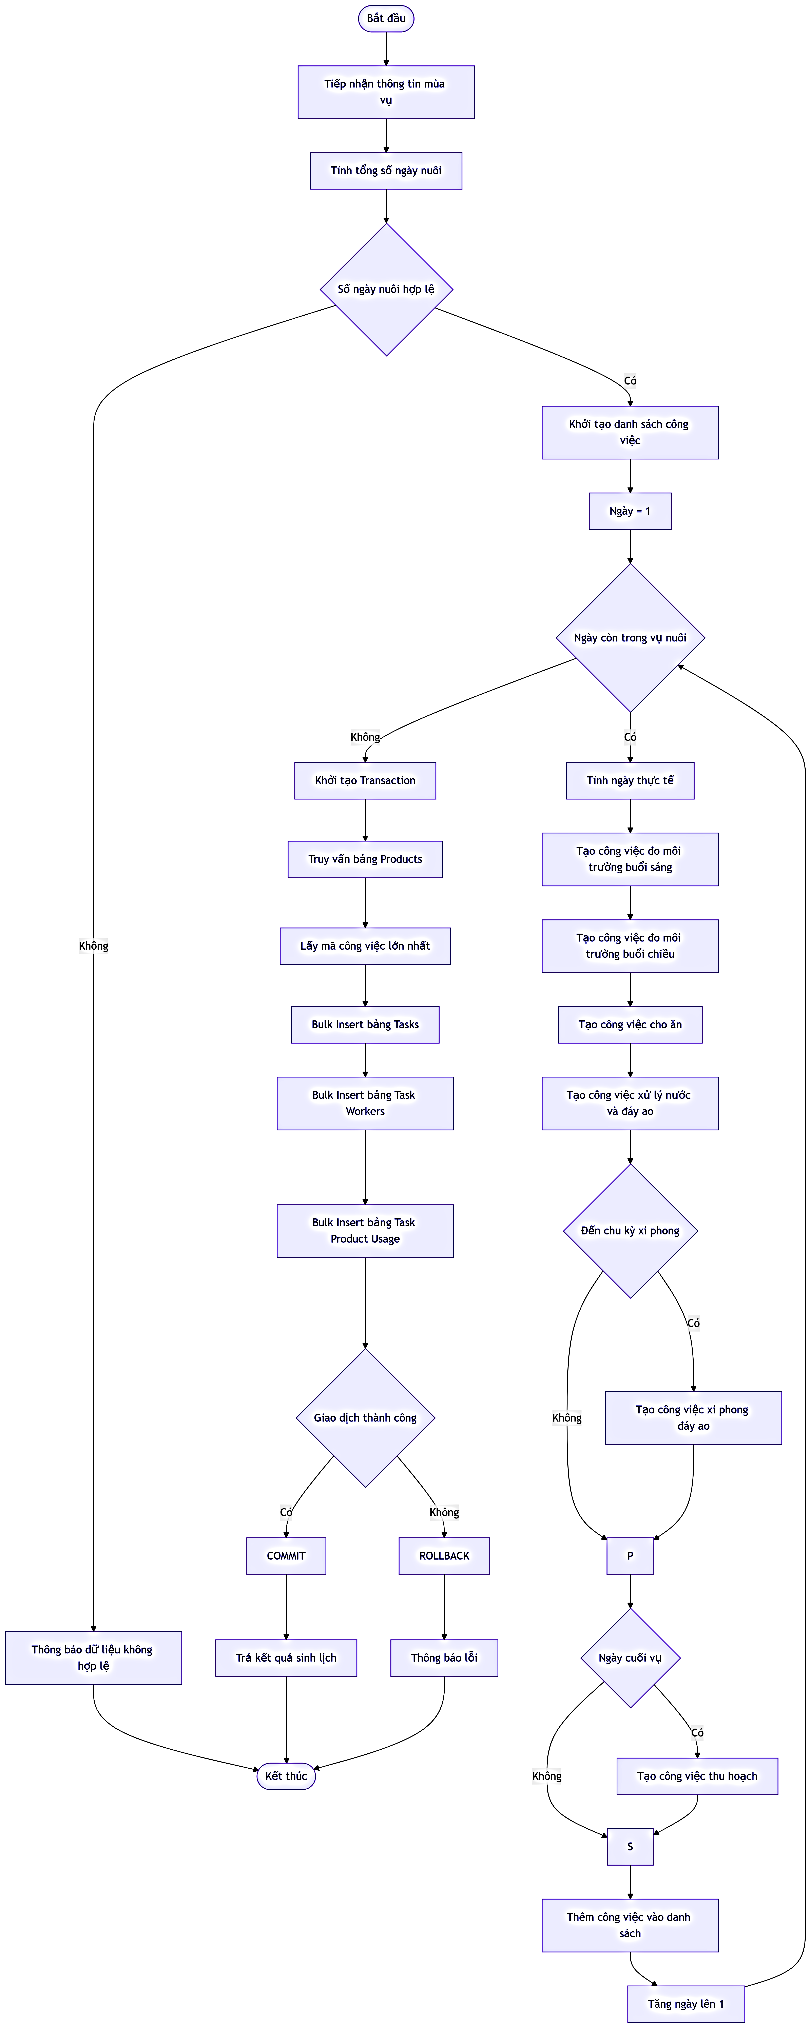 Bắt đầu
Tiếp nhận thông tin mùa
vụ
Tính tổng số ngày nuôi
Số ngày nuôi hợp lệ
Có
Khởi tạo danh sách công
việc
Ngày = 1
Ngày còn trong vụ nuôi
Không
Có
Khởi tạo Transaction
Tính ngày thực tế
Truy vấn bảng Products
Tạo công việc đo môi
trường buổi sáng
Không
Lấy mã công việc lớn nhất
Tạo công việc đo môi
trường buổi chiều
Bulk Insert bảng Tasks
Tạo công việc cho ăn
Bulk Insert bảng Task
Workers
Tạo công việc xử lý nước
và đáy ao
Bulk Insert bảng Task
Product Usage
Đến chu kỳ xi phong
Có
Không
Tạo công việc xi phong
đáy ao
Giao dịch thành công
Có
Không
COMMIT
ROLLBACK
P
Thông báo dữ liệu không
hợp lệ
Trả kết quả sinh lịch
Thông báo lỗi
Ngày cuối vụ
Có
Không
Kết thúc
Tạo công việc thu hoạch
S
Thêm công việc vào danh
sách
Tăng ngày lên 1